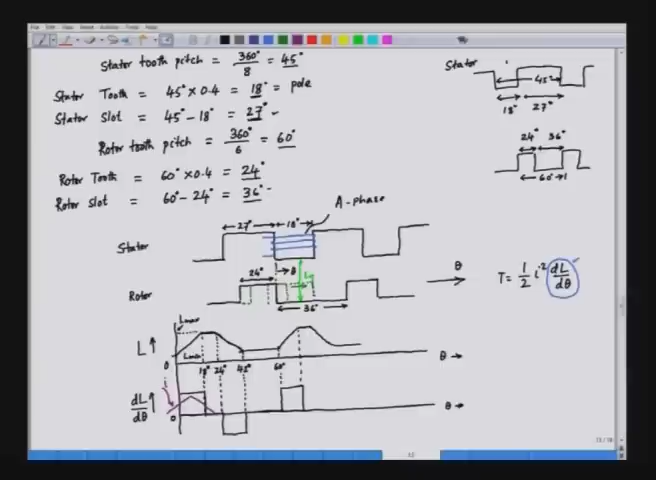 Stator tooth pitch = 360°/8 = 45°
Stator Tooth = 45° x 0.4 = 18° = pole
Stator Slot = 45° - 18° = 27°
Rotor tooth pitch = 360°/6 = 60°
Rotor Tooth = 60° x 0.4 = 24°
Rotor Slot = 60° - 24° = 36°
Stator
45°
18° 27°
24° 36°
60°
A-phase
27° 18°
Stator
θ
24°
Rotor
36°
θ
T = 1/2 i² dL/dθ
Lmax
L↑
Lmin
0 18° 24° 45° 60° θ →
i
dL/dθ ↑
0 θ →